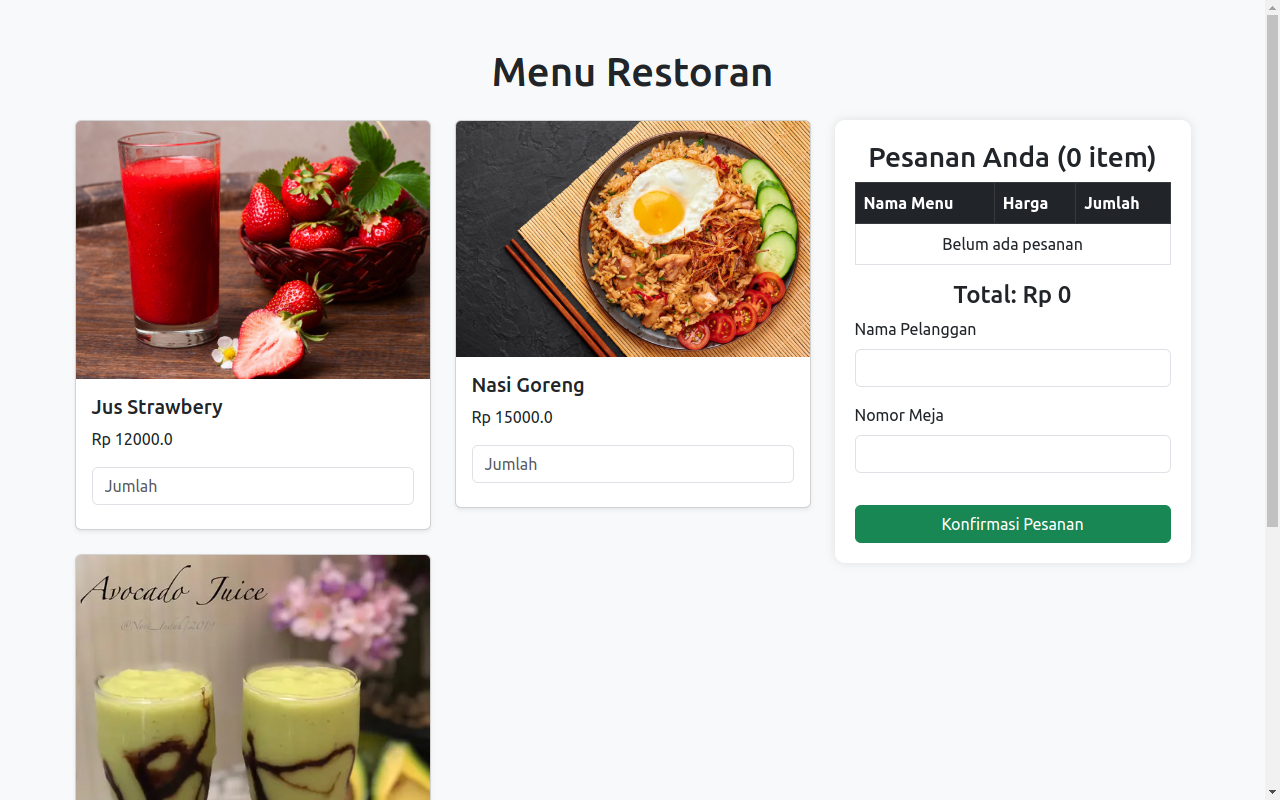 Menu Restoran
Jus Strawbery
Rp 12000.0
Jumlah
Nasi Goreng
Rp 15000.0
Jumlah
Pesanan Anda (0 item)
Nama Menu Harga Jumlah
Belum ada pesanan
Total: Rp 0
Nama Pelanggan
Nomor Meja
Konfirmasi Pesanan
Avocado Juice